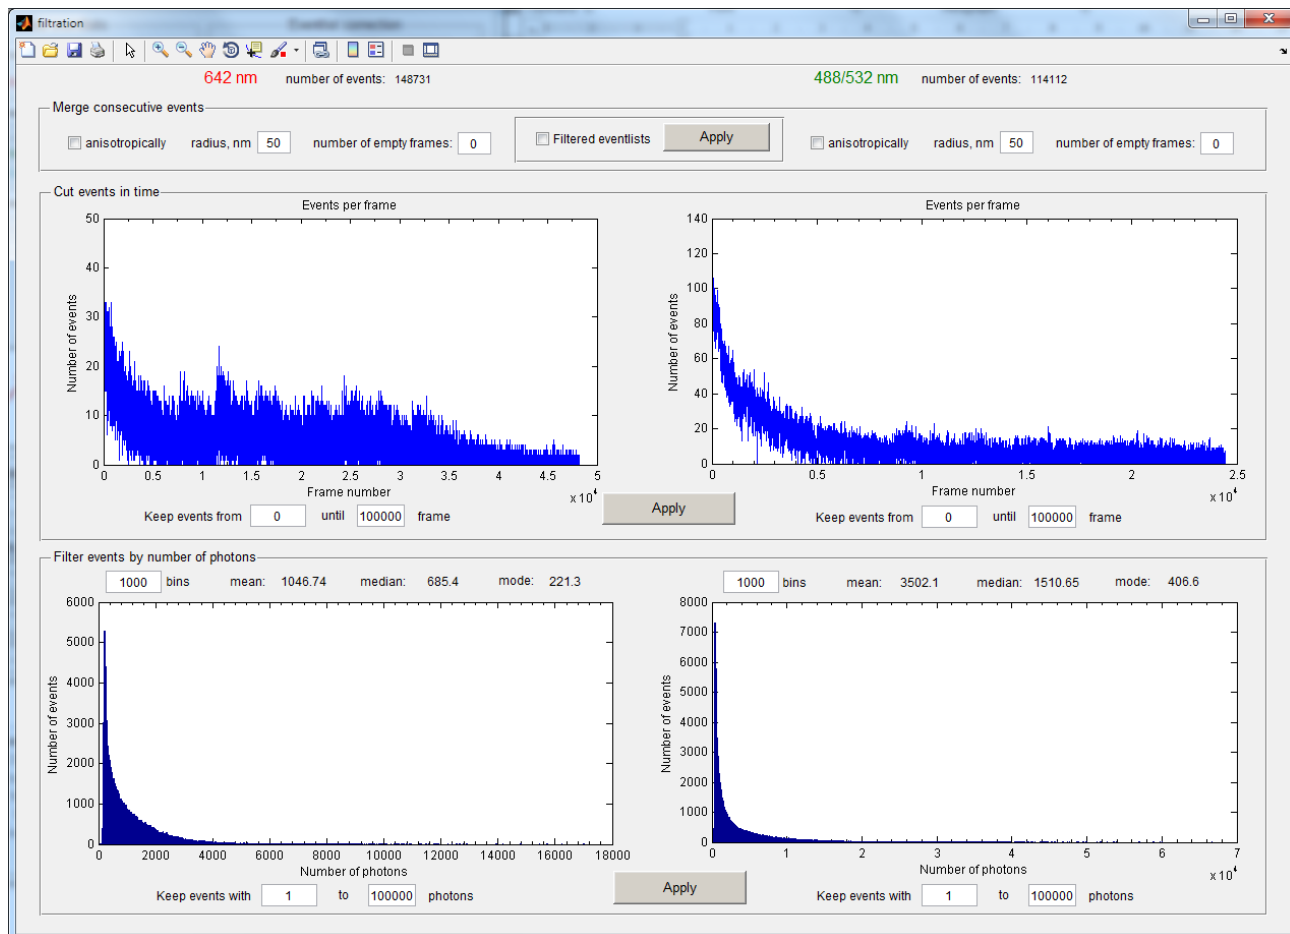 filtration
642 nm number of events: 148731 488/532 nm number of events: 114112
Merge consecutive events
anisotropically radius, nm 50 number of empty frames: 0 Filtered eventlists Apply anisotropically radius, nm 50 number of empty frames: 0
Cut events in time
Events per frame Events per frame
50 40 30 20 10 0
Number of events
0 0.5 1 1.5 2 2.5 3 3.5 4 4.5 5
Frame number x 10^4
140 120 100 80 60 40 20 0
Number of events
0 0.5 1 1.5 2 2.5
Frame number x 10^4
Keep events from 0 until 100000 frame Apply Keep events from 0 until 100000 frame
Filter events by number of photons
1000 bins mean: 1046.74 median: 685.4 mode: 221.3 1000 bins mean: 3502.1 median: 1510.65 mode: 406.6
6000 5000 4000 3000 2000 1000 0
Number of events
0 2000 4000 6000 8000 10000 12000 14000 16000 18000
Number of photons
8000 7000 6000 5000 4000 3000 2000 1000 0
Number of events
0 1 2 3 4 5 6 7
Number of photons x 10^4
Keep events with 1 to 100000 photons Apply Keep events with 1 to 100000 photons